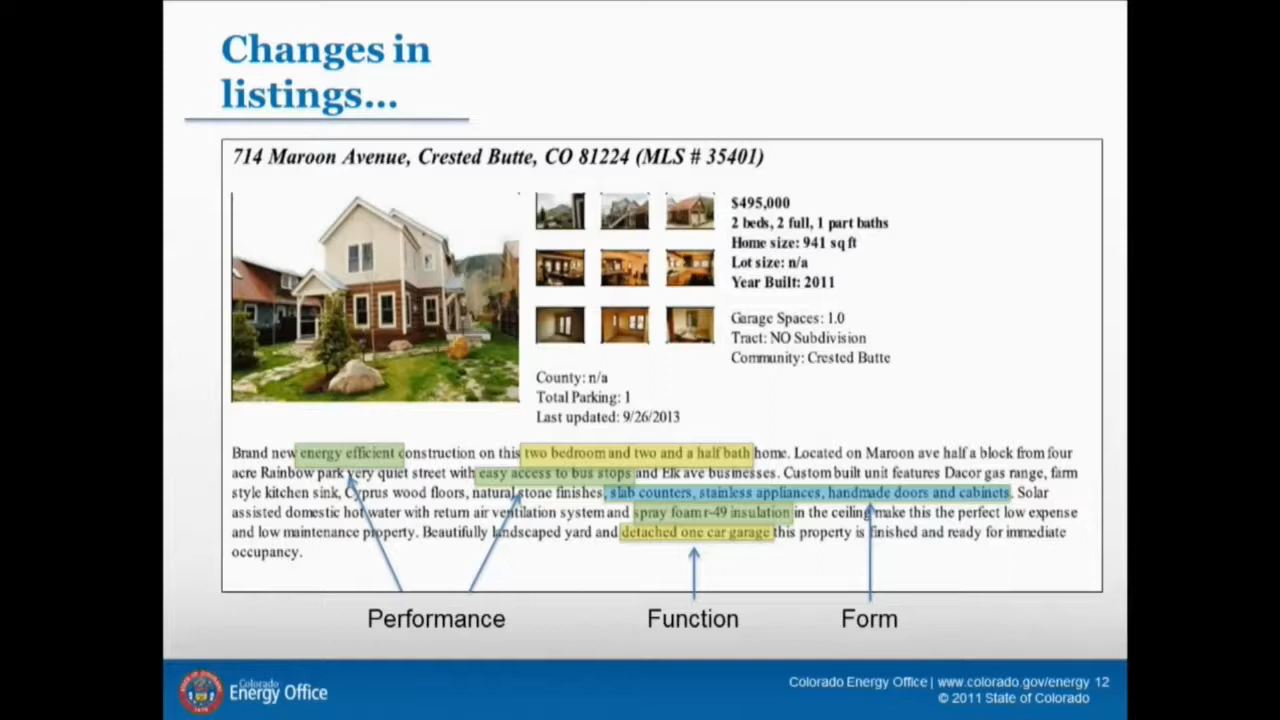 Changes in
listings...
714 Maroon Avenue, Crested Butte, CO 81224 (MLS # 35401)
$495,000
2 beds, 2 full, 1 part baths
Home size: 941 sq ft
Lot size: n/a
Year Built: 2011
Garage Spaces: 1.0
Tract: NO Subdivision
Community: Crested Butte
County: n/a
Total Parking: 1
Last updated: 9/26/2013
Brand new energy efficient construction on this two bedroom and two and a half bath home. Located on Maroon ave half a block from four
acre Rainbow park very quiet street with easy access to bus stops and Elk ave businesses. Custom built unit features Dacor gas range, farm
style kitchen sink, Cyprus wood floors, natural stone finishes, slab counters, stainless appliances, handmade doors and cabinets. Solar
assisted domestic hot water with return air ventilation system and spray foam r-49 insulation in the ceiling make this the perfect low expense
and low maintenance property. Beautifully landscaped yard and detached one car garage this property is finished and ready for immediate
occupancy.
Performance
Function
Form
Colorado
Energy Office
Colorado Energy Office | www.colorado.gov/energy 12
© 2011 State of Colorado